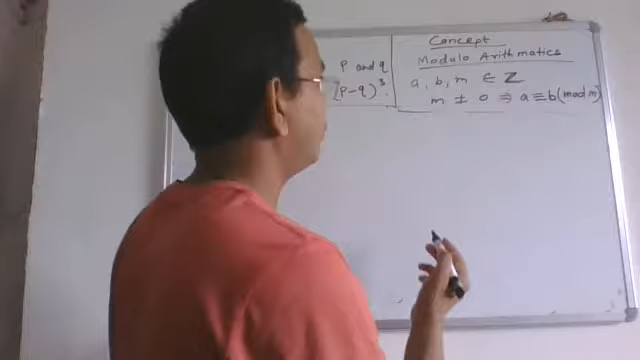 p and q
(p-q)³.
Concept
Modulo Arithmatics
a, b, m ∈ Z
m ≠ 0 ⇒ a ≡ b (mod m)